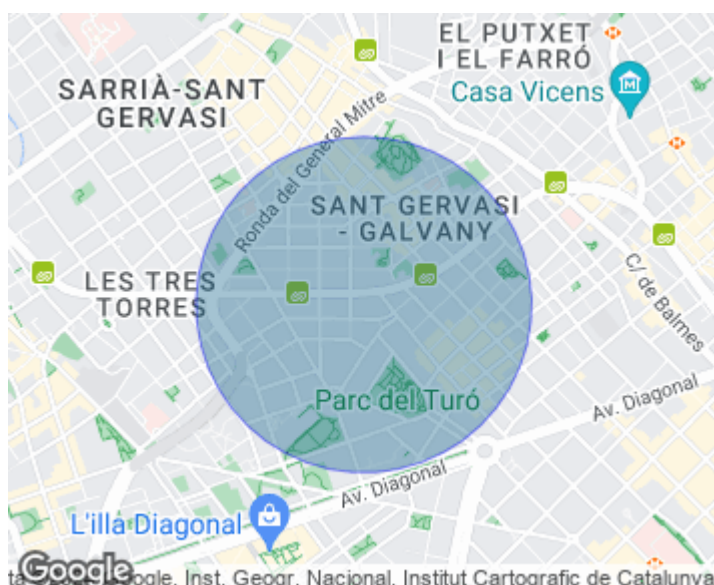 EL PUTXET
I EL FARRÓ
SARRIÀ-SANT
GERVASI
Casa Vicens
Ronda del General Mitre
SANT GERVASI
- GALVANY
LES TRES
TORRES
C/ de Balmes
Parc del Turó
Av. Diagonal
Av. Diagonal
L'illa Diagonal
Google
Inst. Geogr. Nacional, Institut Cartografic de Catalunya